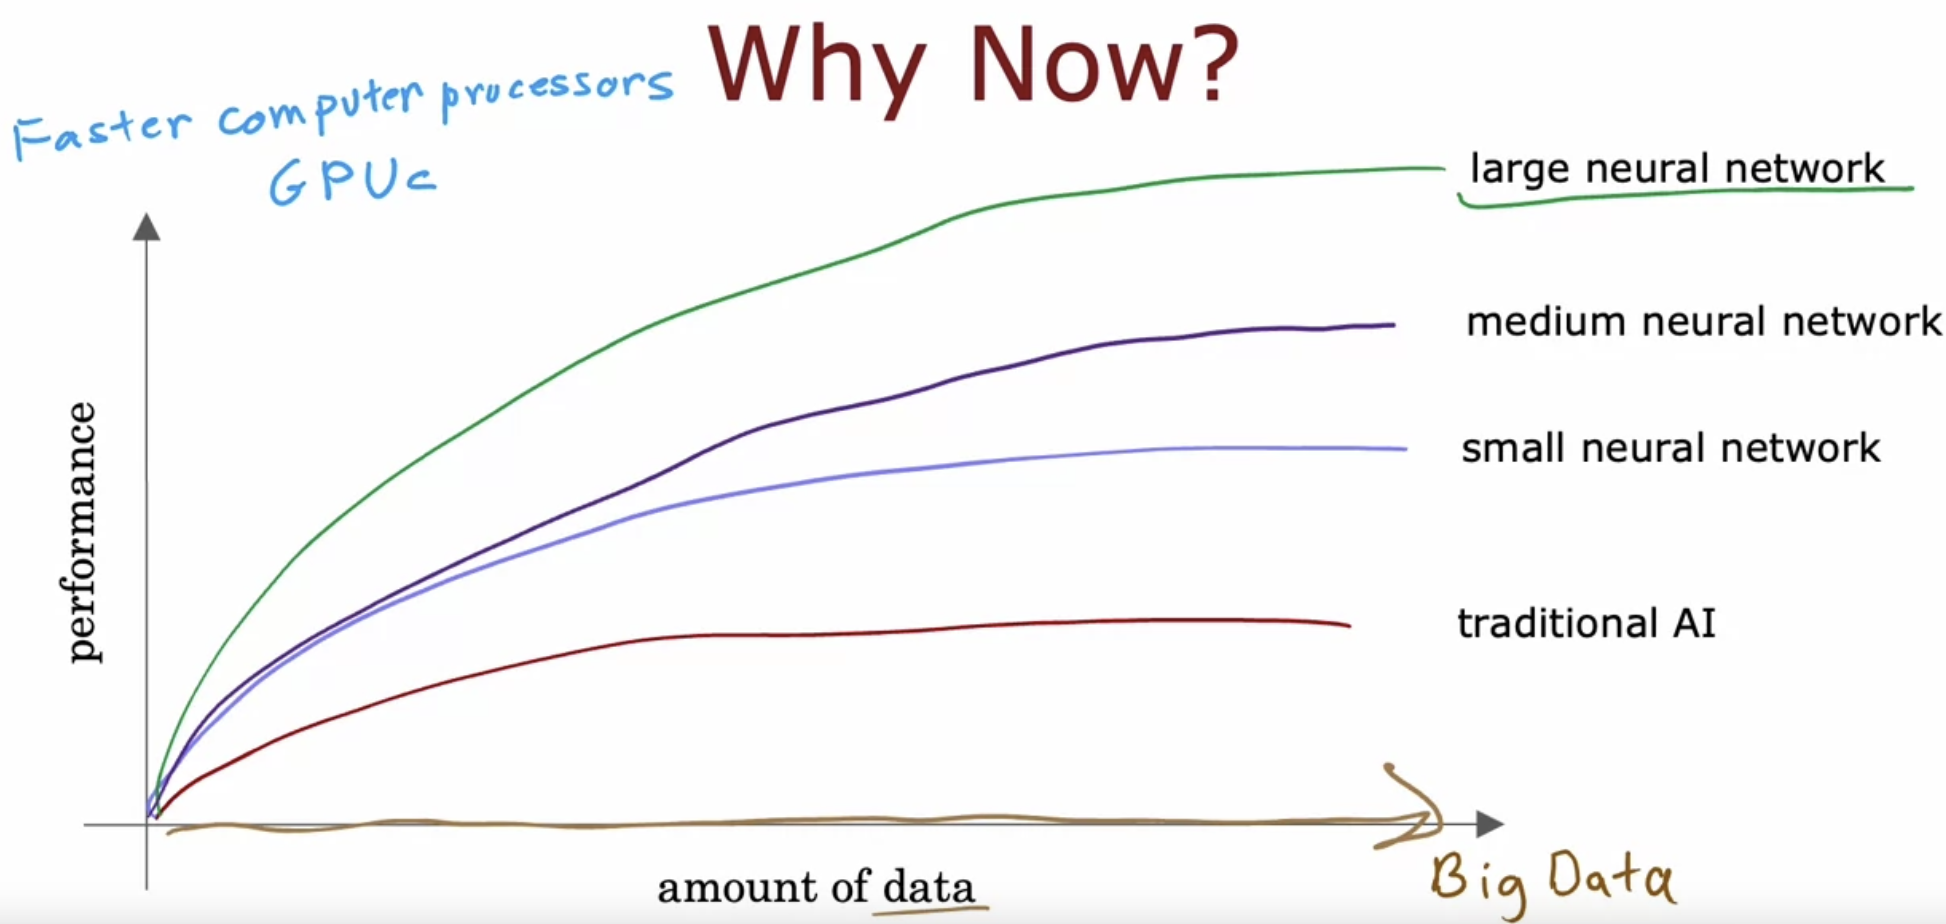 Why Now?
Faster computer processors
GPUs
large neural network
medium neural network
small neural network
traditional AI
performance
amount of data
Big Data